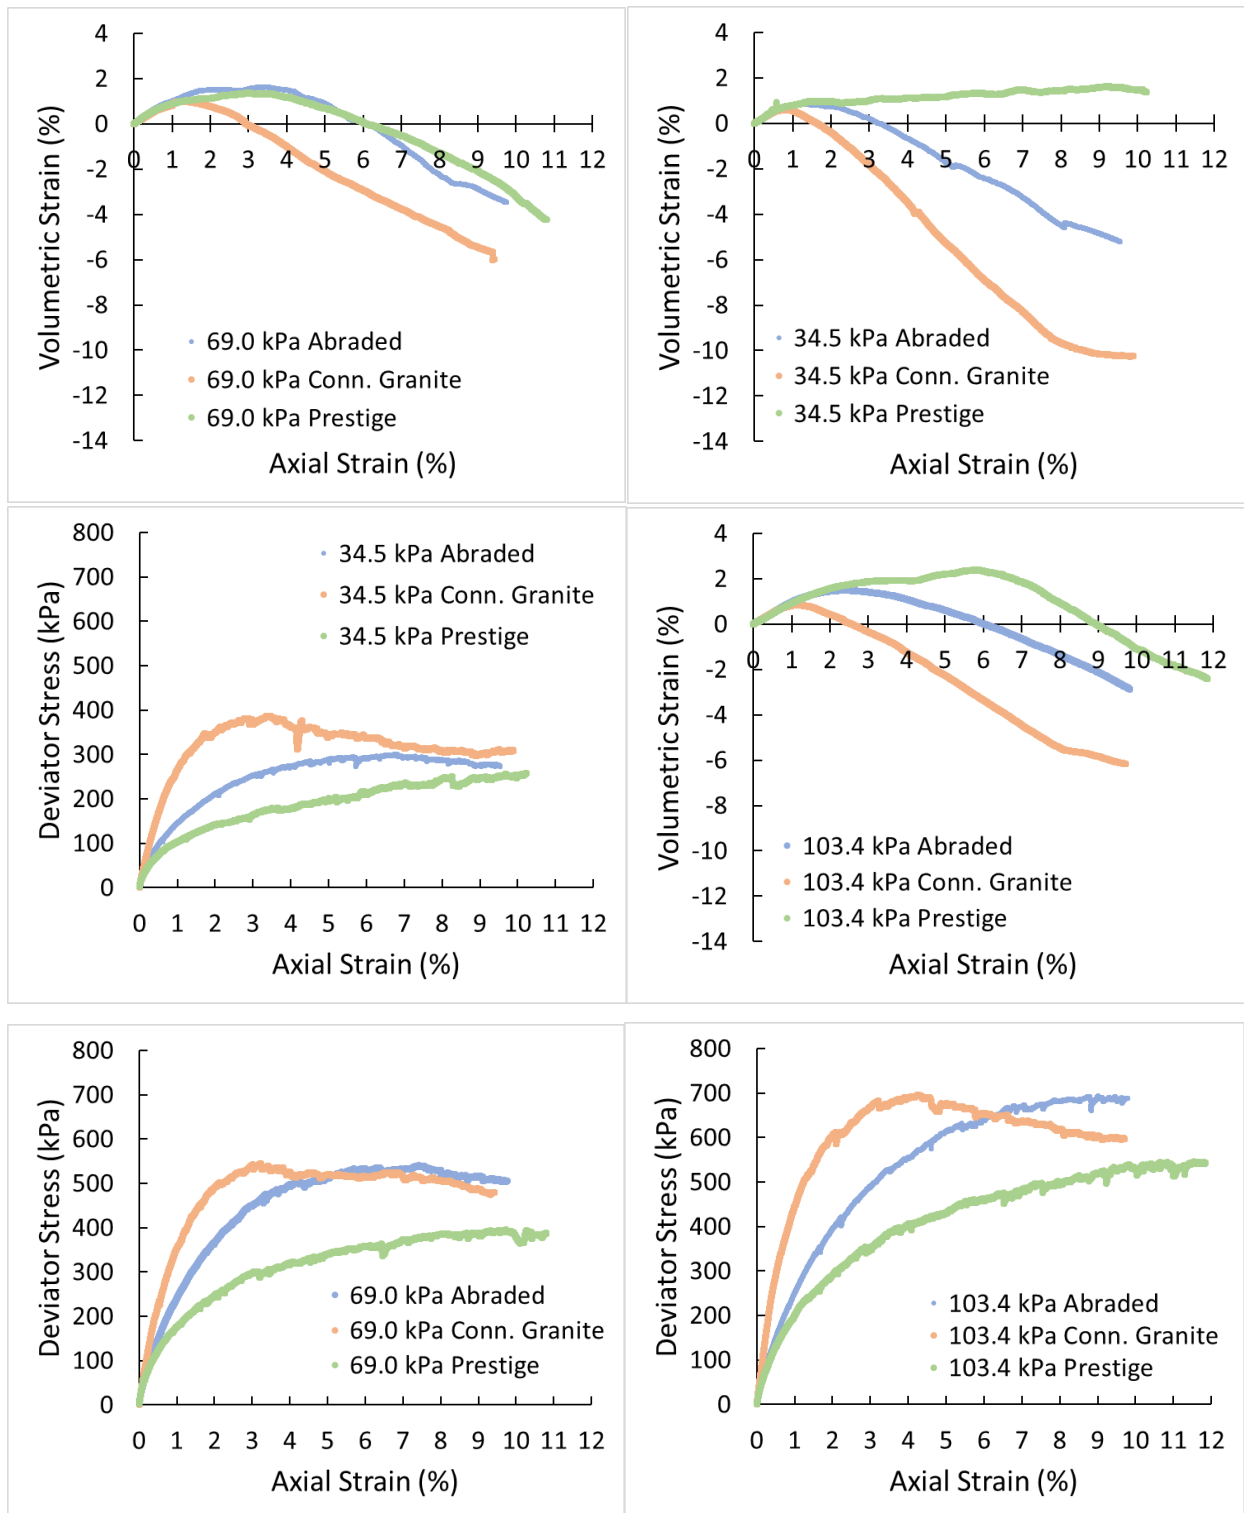 4
2
0
-2
-4
-6
-8
-10
-12
-14
0 1 2 3 4 5 6 7 8 9 10 11 12
Volumetric Strain (%)
69.0 kPa Abraded
69.0 kPa Conn. Granite
69.0 kPa Prestige
Axial Strain (%)
4
2
0
-2
-4
-6
-8
-10
-12
-14
0 1 2 3 4 5 6 7 8 9 10 11 12
Volumetric Strain (%)
34.5 kPa Abraded
34.5 kPa Conn. Granite
34.5 kPa Prestige
Axial Strain (%)
800
700
600
500
400
300
200
100
0
Deviator Stress (kPa)
34.5 kPa Abraded
34.5 kPa Conn. Granite
34.5 kPa Prestige
0 1 2 3 4 5 6 7 8 9 10 11 12
Axial Strain (%)
4
2
0
-2
-4
-6
-8
-10
-12
-14
0 1 2 3 4 5 6 7 8 9 10 11 12
Volumetric Strain (%)
103.4 kPa Abraded
103.4 kPa Conn. Granite
103.4 kPa Prestige
Axial Strain (%)
800
700
600
500
400
300
200
100
0
Deviator Stress (kPa)
69.0 kPa Abraded
69.0 kPa Conn. Granite
69.0 kPa Prestige
0 1 2 3 4 5 6 7 8 9 10 11 12
Axial Strain (%)
800
700
600
500
400
300
200
100
0
Deviator Stress (kPa)
103.4 kPa Abraded
103.4 kPa Conn. Granite
103.4 kPa Prestige
0 1 2 3 4 5 6 7 8 9 10 11 12
Axial Strain (%)